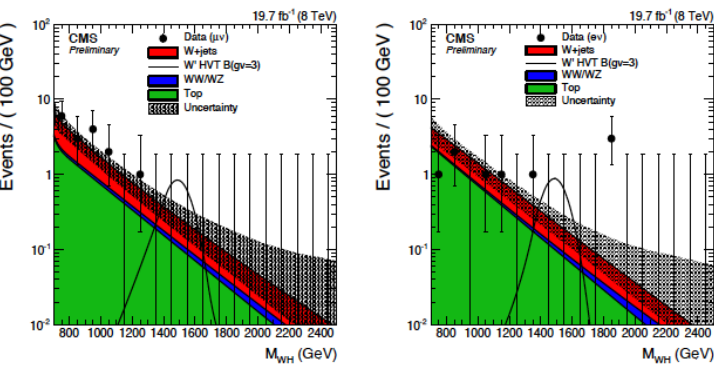 19.7 fb⁻¹ (8 TeV)
CMS
Preliminary
Data (μν)
W+jets
W' HVT B(gv=3)
WW/WZ
Top
Uncertainty
Events / ( 100 GeV )
10²
10
1
10⁻¹
10⁻²
800 1000 1200 1400 1600 1800 2000 2200 2400
M_WH (GeV)
19.7 fb⁻¹ (8 TeV)
CMS
Preliminary
Data (eν)
W+jets
W' HVT B(gv=3)
WW/WZ
Top
Uncertainty
Events / ( 100 GeV )
10²
10
1
10⁻¹
10⁻²
800 1000 1200 1400 1600 1800 2000 2200 2400
M_WH (GeV)